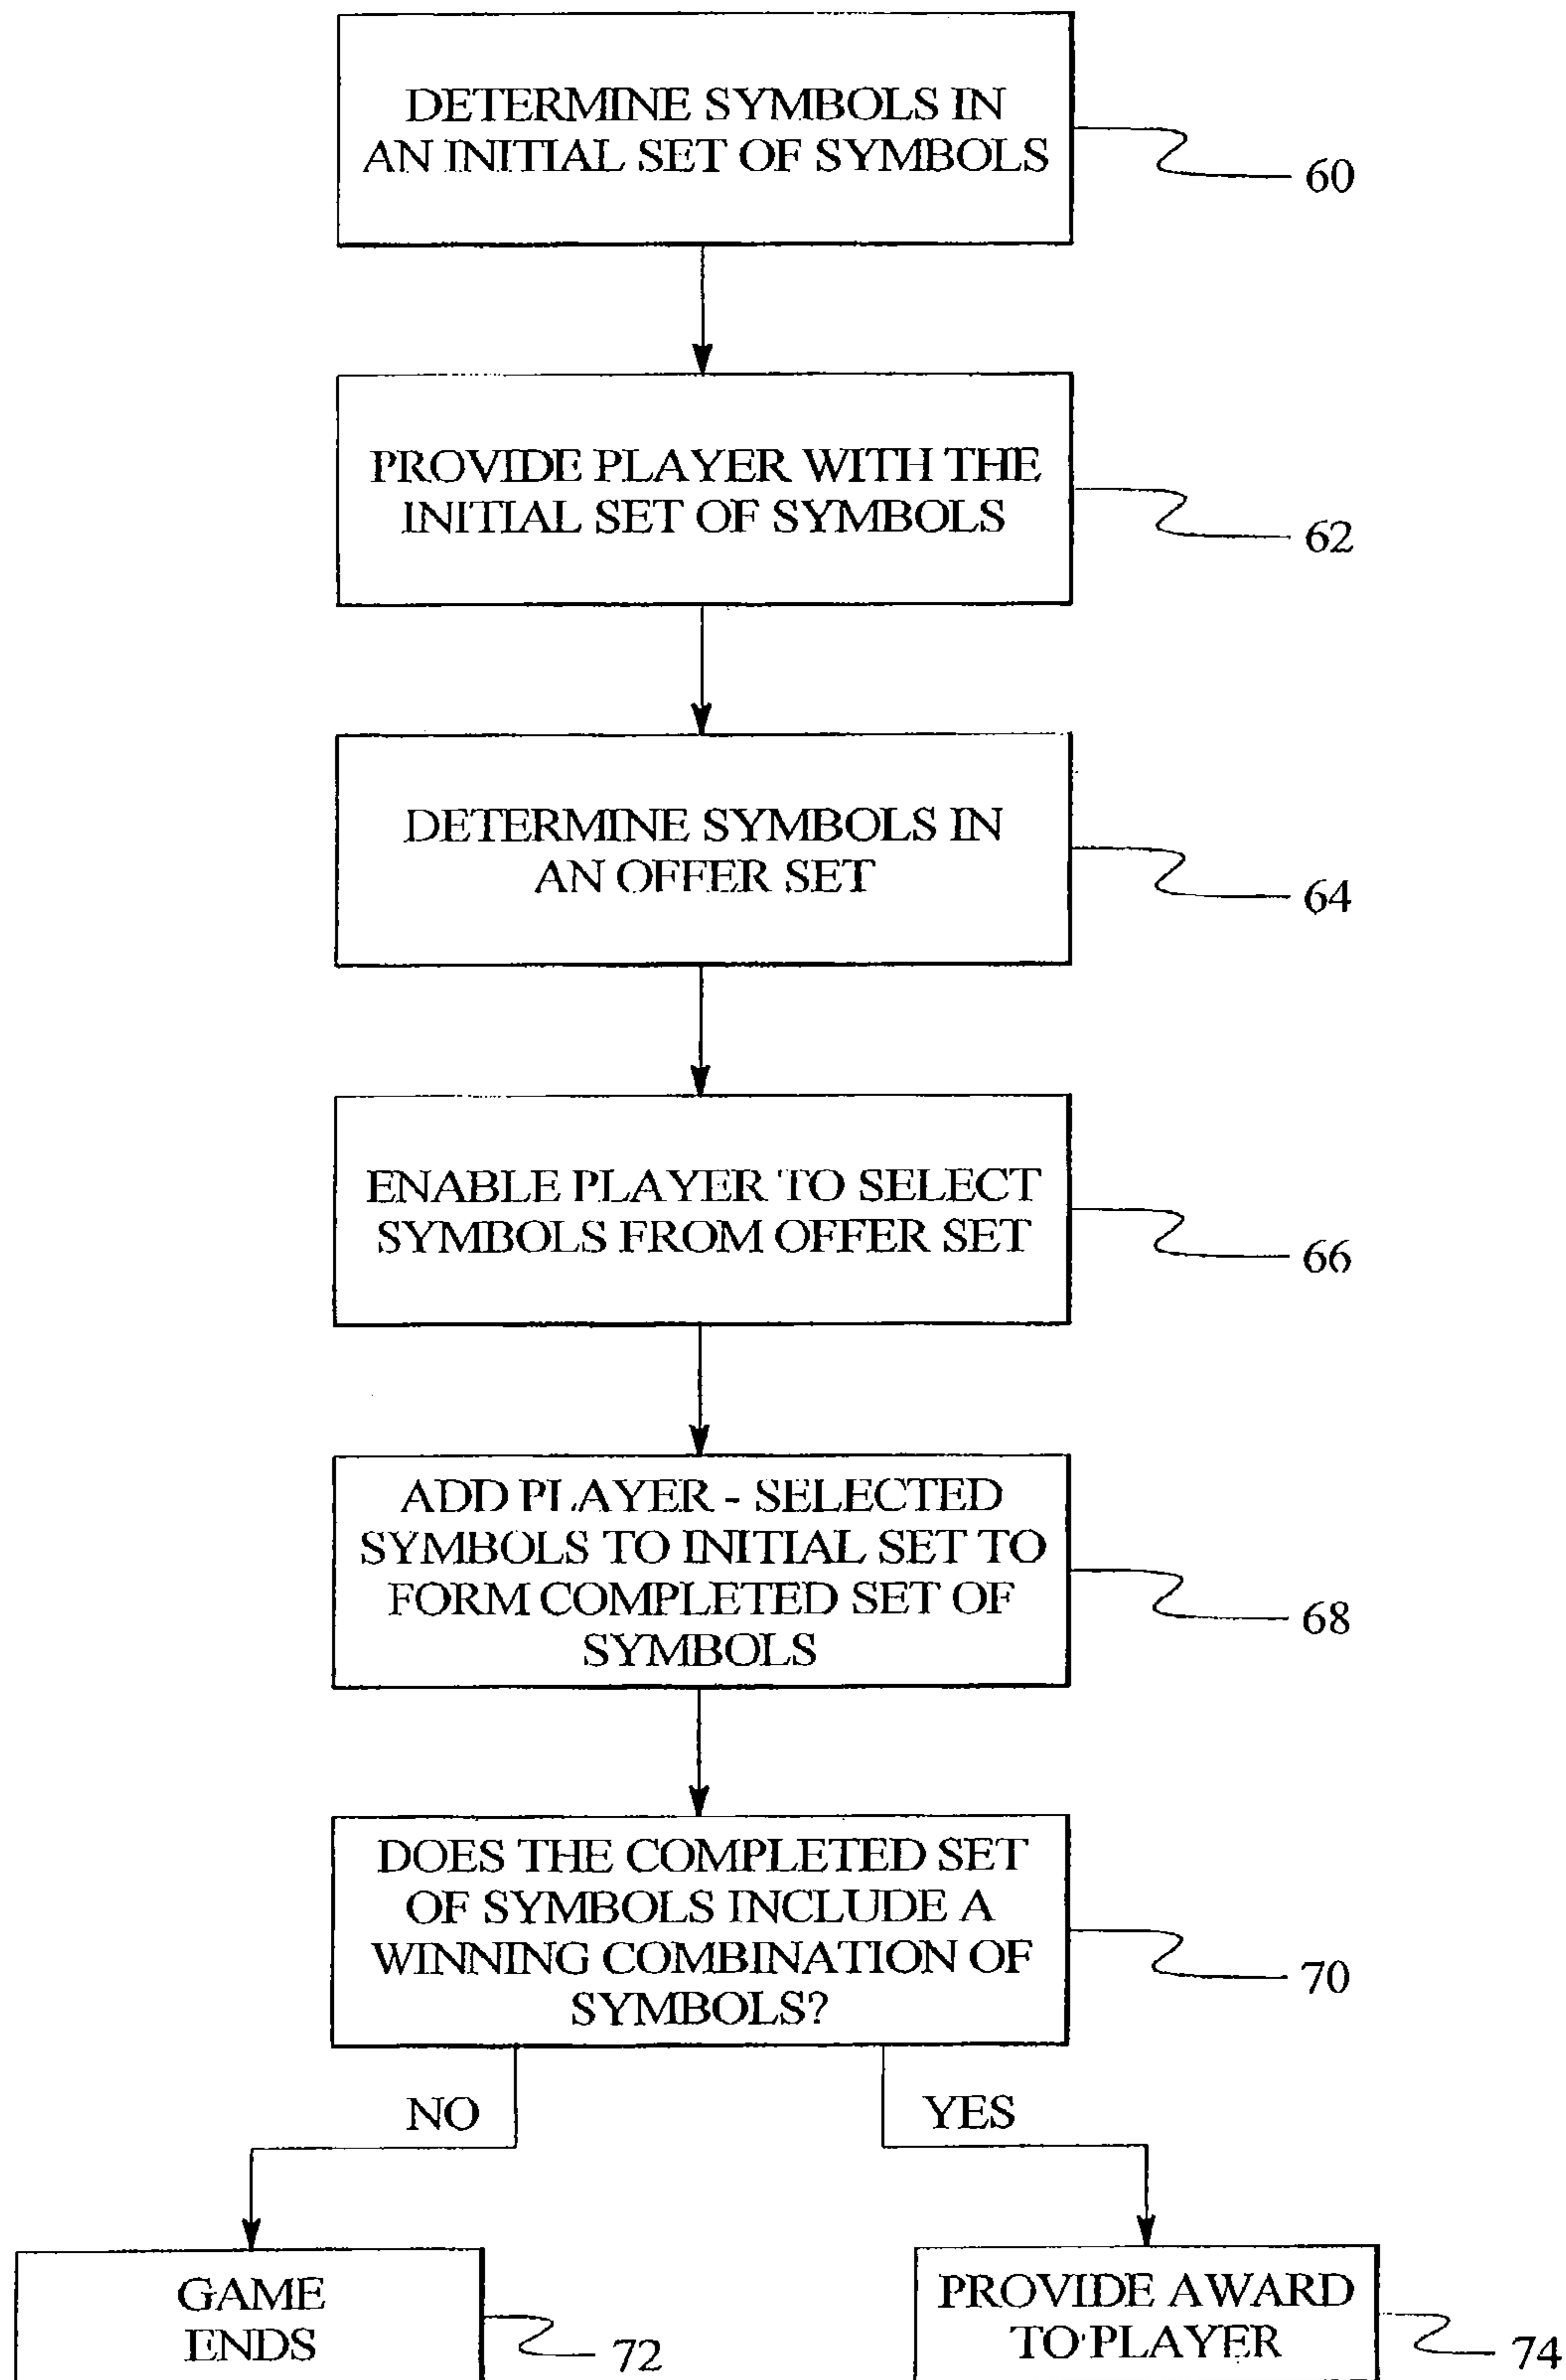 DETERMINE SYMBOLS IN
AN INITIAL SET OF SYMBOLS
60
PROVIDE PLAYER WITH THE
INITIAL SET OF SYMBOLS
62
DETERMINE SYMBOLS IN
AN OFFER SET
64
ENABLE PLAYER TO SELECT
SYMBOLS FROM OFFER SET
66
ADD PLAYER - SELECTED
SYMBOLS TO INITIAL SET TO
FORM COMPLETED SET OF
SYMBOLS
68
DOES THE COMPLETED SET
OF SYMBOLS INCLUDE A
WINNING COMBINATION OF
SYMBOLS?
70
NO
YES
GAME
ENDS
72
PROVIDE AWARD
TO PLAYER
74